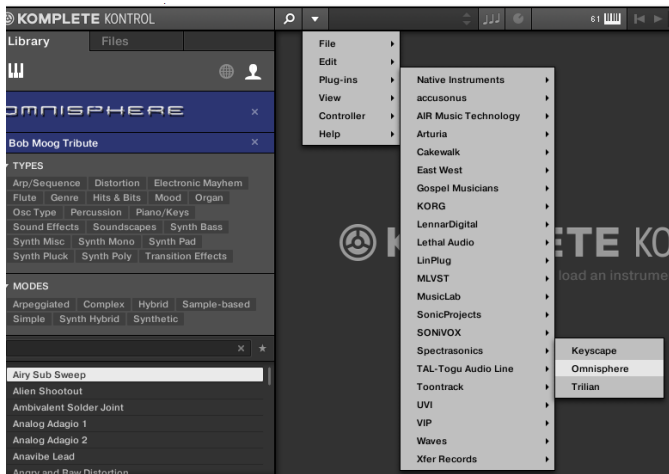 KOMPLETE KONTROL
61
Library Files
OMNISPHERE ×
Bob Moog Tribute ×
TYPES
Arp/Sequence Distortion Electronic Mayhem
Flute Genre Hits & Bits Mood Organ
Osc Type Percussion Piano/Keys
Sound Effects Soundscapes Synth Bass
Synth Misc Synth Mono Synth Pad
Synth Pluck Synth Poly Transition Effects
MODES
Arpeggiated Complex Hybrid Sample-based
Simple Synth Hybrid Synthetic
×
Airy Sub Sweep
Alien Shootout
Ambivalent Solder Joint
Analog Adagio 1
Analog Adagio 2
Anavibe Lead
Angry and Raw Distortion
File
Edit
Plug-ins
View
Controller
Help
Native Instruments
accusonus
AIR Music Technology
Arturia
Cakewalk
East West
Gospel Musicians
KORG
LennarDigital
Lethal Audio
LinPlug
MLVST
MusicLab
SonicProjects
SONiVOX
Spectrasonics
TAL-Togu Audio Line
Toontrack
UVI
VIP
Waves
Xfer Records
Keyscape
Omnisphere
Trilian
K ETE KO
load an instrume